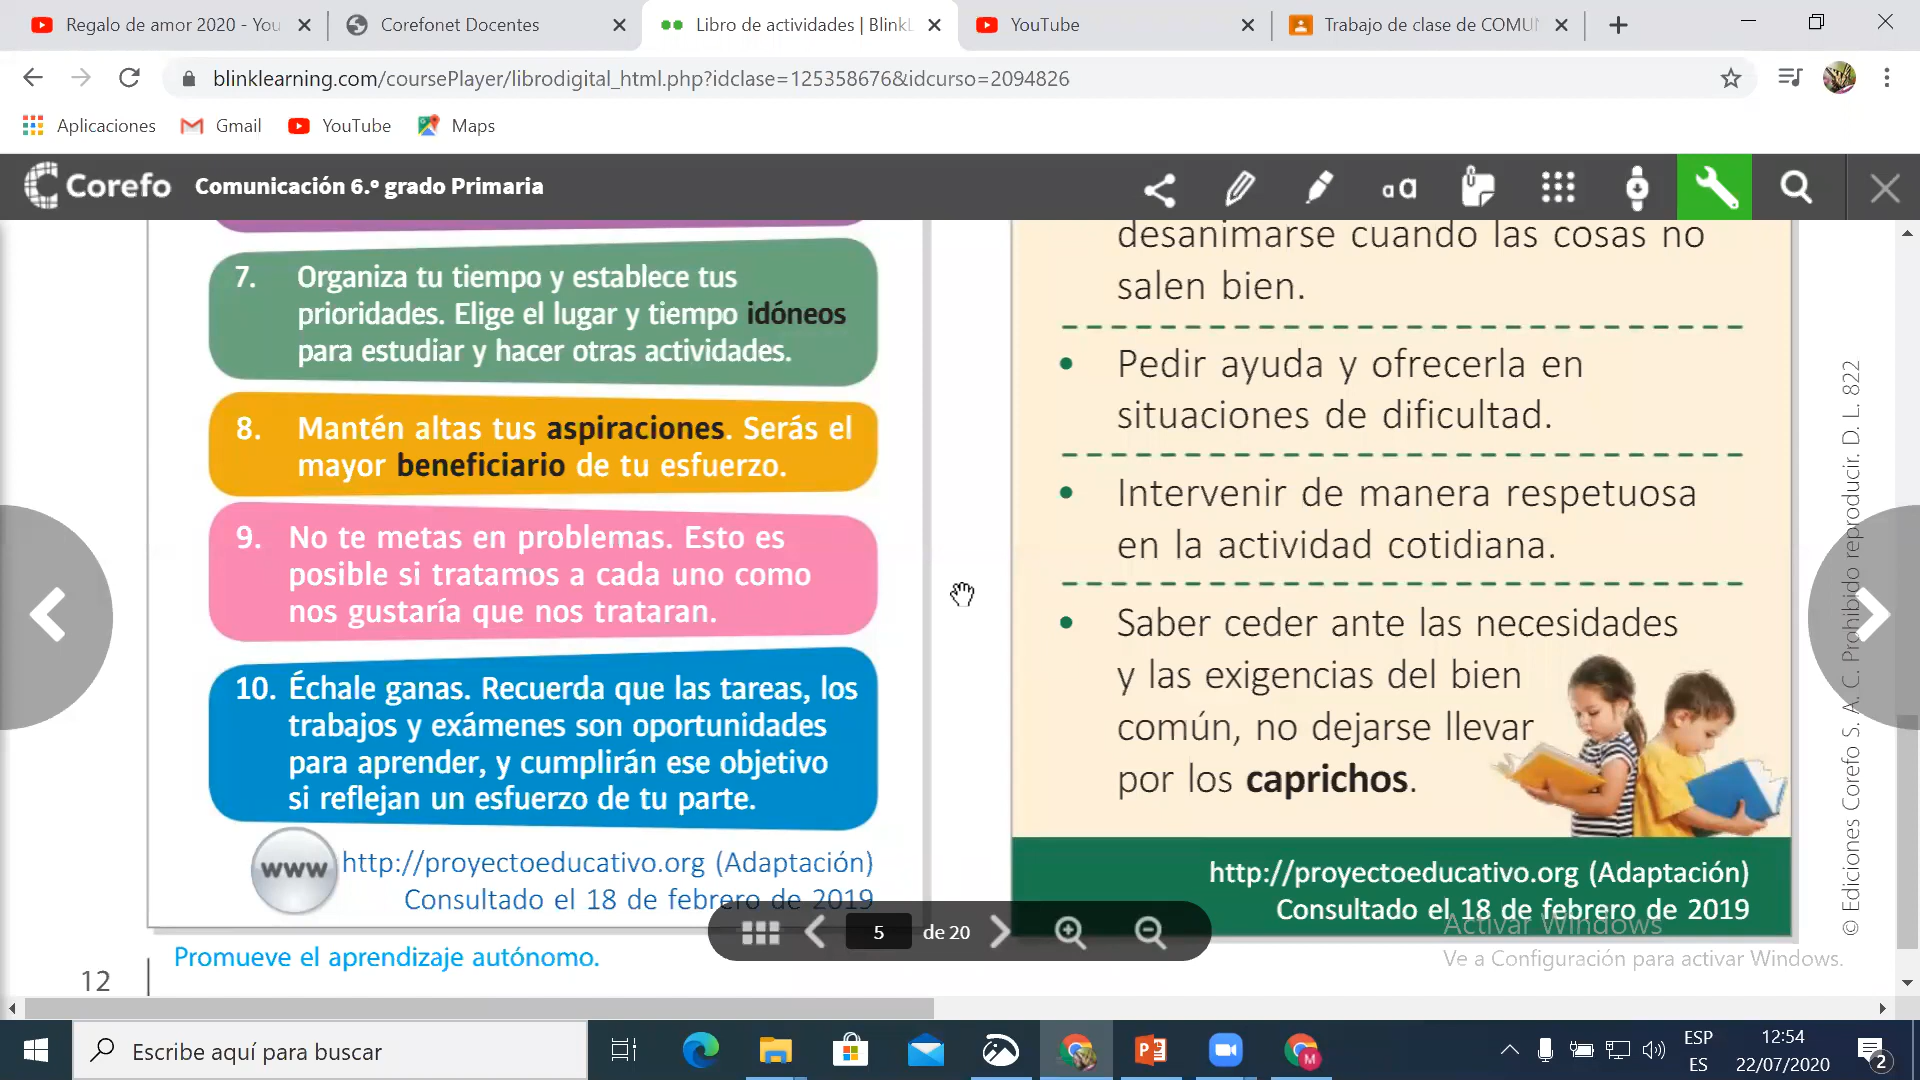 Regalo de amor 2020 - You
Corefonet Docentes
Libro de actividades | BlinkL
YouTube
Trabajo de clase de COMUN
blinklearning.com/coursePlayer/librodigital_html.php?idclase=125358676&idcurso=2094826
Aplicaciones
Gmail
YouTube
Maps
Corefo
Comunicación 6.º grado Primaria
a a
7. Organiza tu tiempo y establece tus
prioridades. Elige el lugar y tiempo idóneos
para estudiar y hacer otras actividades.
8. Mantén altas tus aspiraciones. Serás el
mayor beneficiario de tu esfuerzo.
9. No te metas en problemas. Esto es
posible si tratamos a cada uno como
nos gustaría que nos trataran.
10. Échale ganas. Recuerda que las tareas, los
trabajos y exámenes son oportunidades
para aprender, y cumplirán ese objetivo
si reflejan un esfuerzo de tu parte.
www
http://proyectoeducativo.org (Adaptación)
Consultado el 18 de febrero de 2019
Promueve el aprendizaje autónomo.
12
desanimarse cuando las cosas no
salen bien.
• Pedir ayuda y ofrecerla en
situaciones de dificultad.
• Intervenir de manera respetuosa
en la actividad cotidiana.
• Saber ceder ante las necesidades
y las exigencias del bien
común, no dejarse llevar
por los caprichos.
http://proyectoeducativo.org (Adaptación)
Consultado el 18 de febrero de 2019
© Ediciones Corefo S. A. C. Prohibido reproducir. D. L. 822
5 de 20
Activar Windows
Ve a Configuración para activar Windows.
Escribe aquí para buscar
ESP
ES
12:54
22/07/2020
2